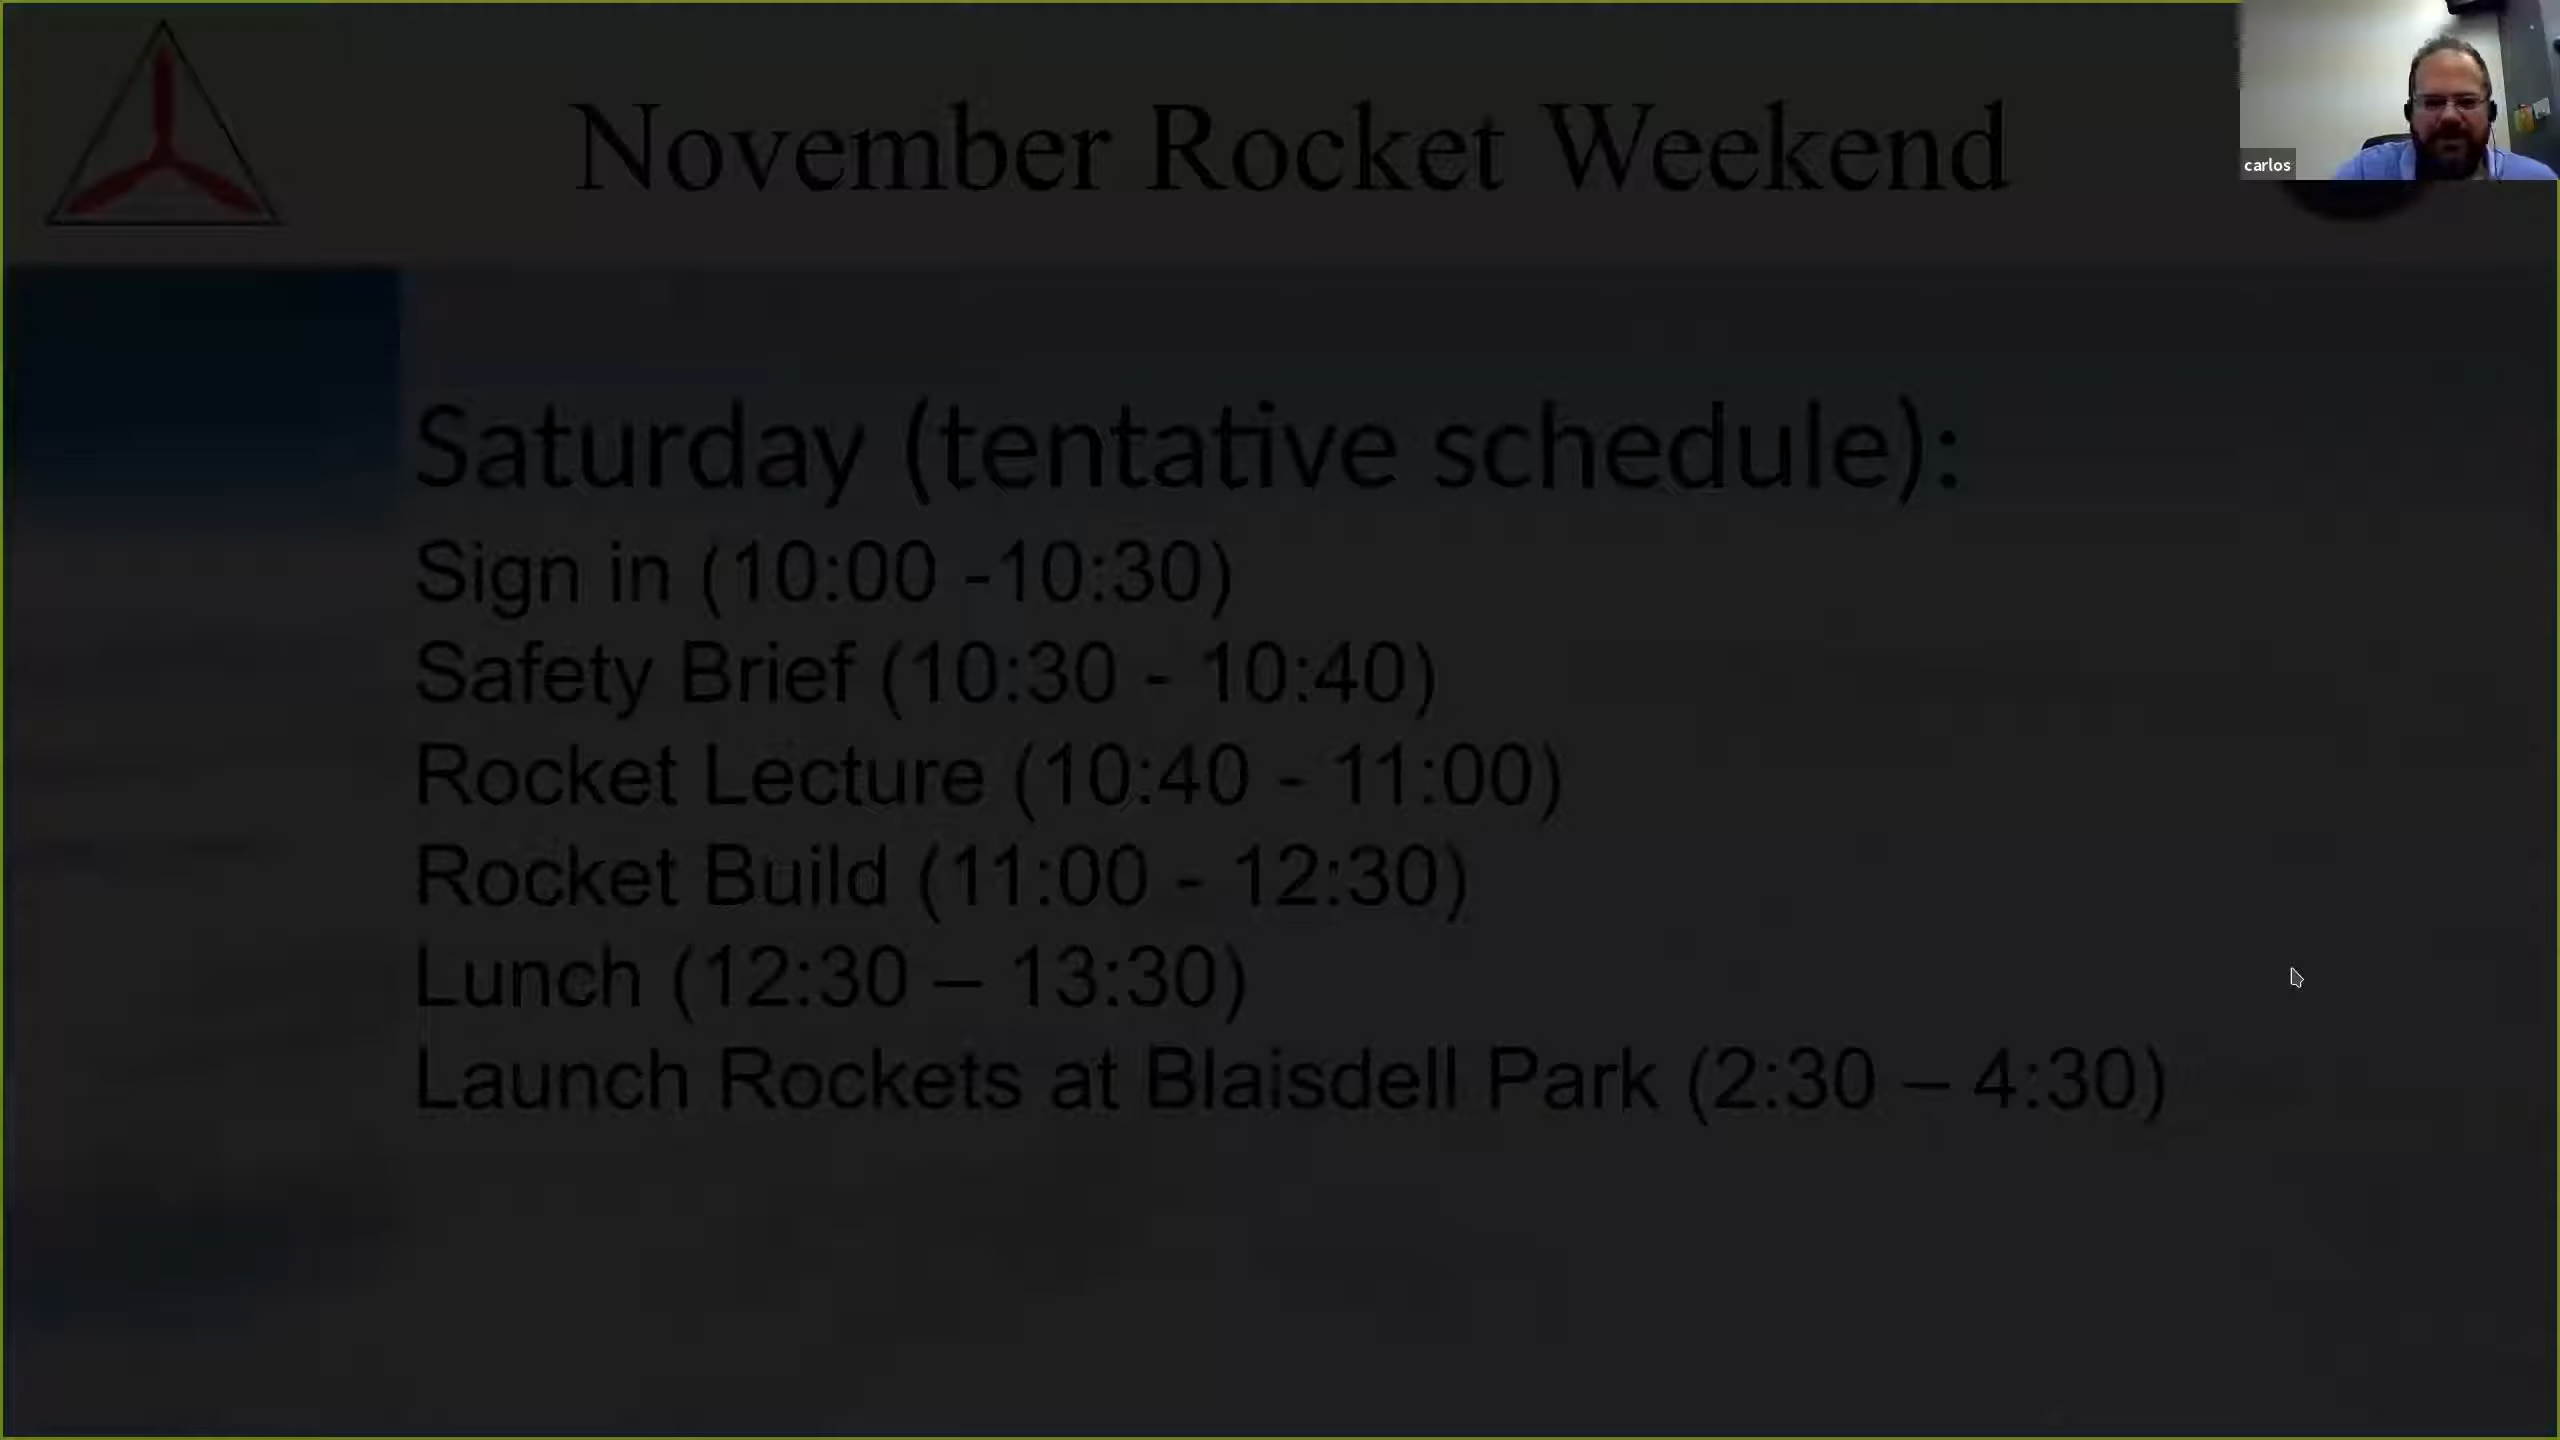 November Rocket Weekend
carlos
Saturday (tentative schedule):
Sign in (10:00 -10:30)
Safety Brief (10:30 - 10:40)
Rocket Lecture (10:40 - 11:00)
Rocket Build (11:00 - 12:30)
Lunch (12:30 – 13:30)
Launch Rockets at Blaisdell Park (2:30 – 4:30)